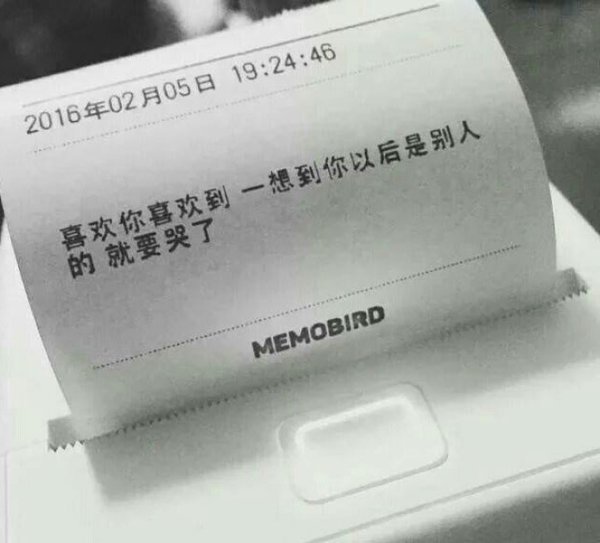 2016年02月05日 19:24:46
喜欢你喜欢到 一想到你以后是别人
的 就要哭了
MEMOBIRD